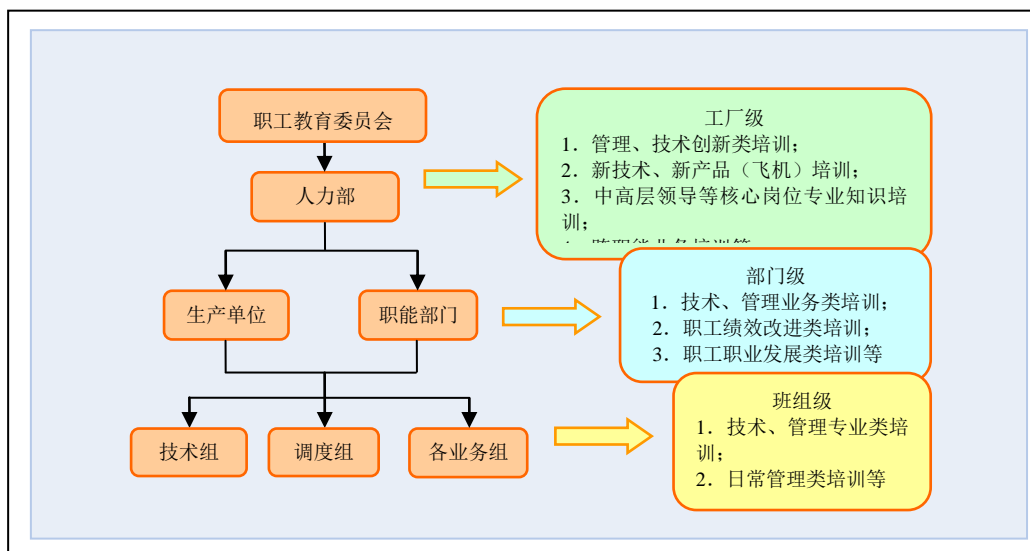 职工教育委员会
人力部
生产单位
职能部门
技术组
调度组
各业务组
工厂级
1．管理、技术创新类培训；
2．新技术、新产品（飞机）培训；
3．中高层领导等核心岗位专业知识培
训；
部门级
1．技术、管理业务类培训；
2．职工绩效改进类培训；
3．职工职业发展类培训等
班组级
1．技术、管理专业类培
训；
2．日常管理类培训等